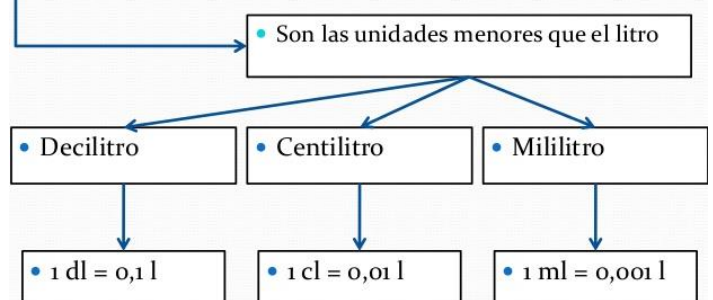 Son las unidades menores que el litro
Decilitro
Centilitro
Mililitro
1 dl = 0,1 l
1 cl = 0,01 l
1 ml = 0,001 l